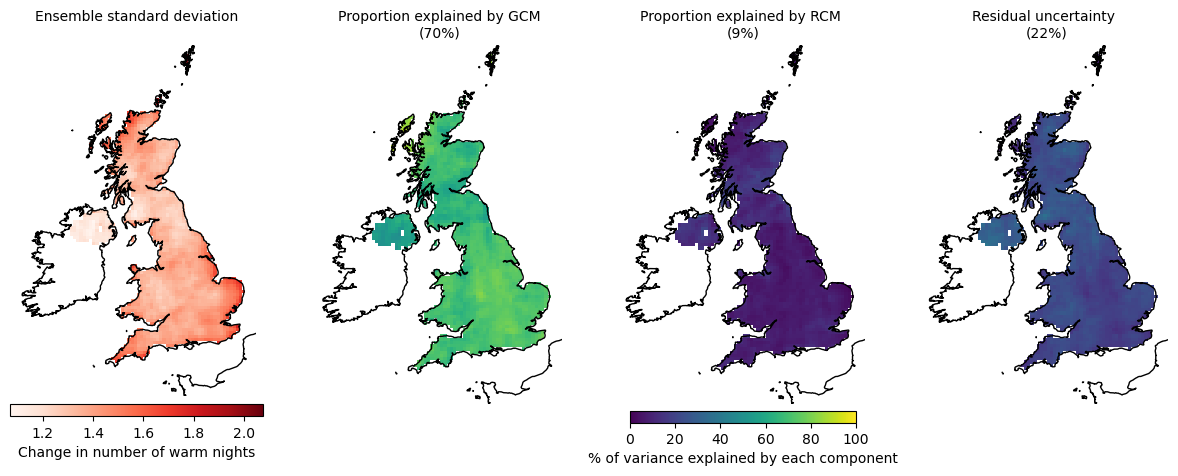 Ensemble standard deviation
Proportion explained by GCM
(70%)
Proportion explained by RCM
(9%)
Residual uncertainty
(22%)
1.2 1.4 1.6 1.8 2.0
Change in number of warm nights
0 20 40 60 80 100
% of variance explained by each component